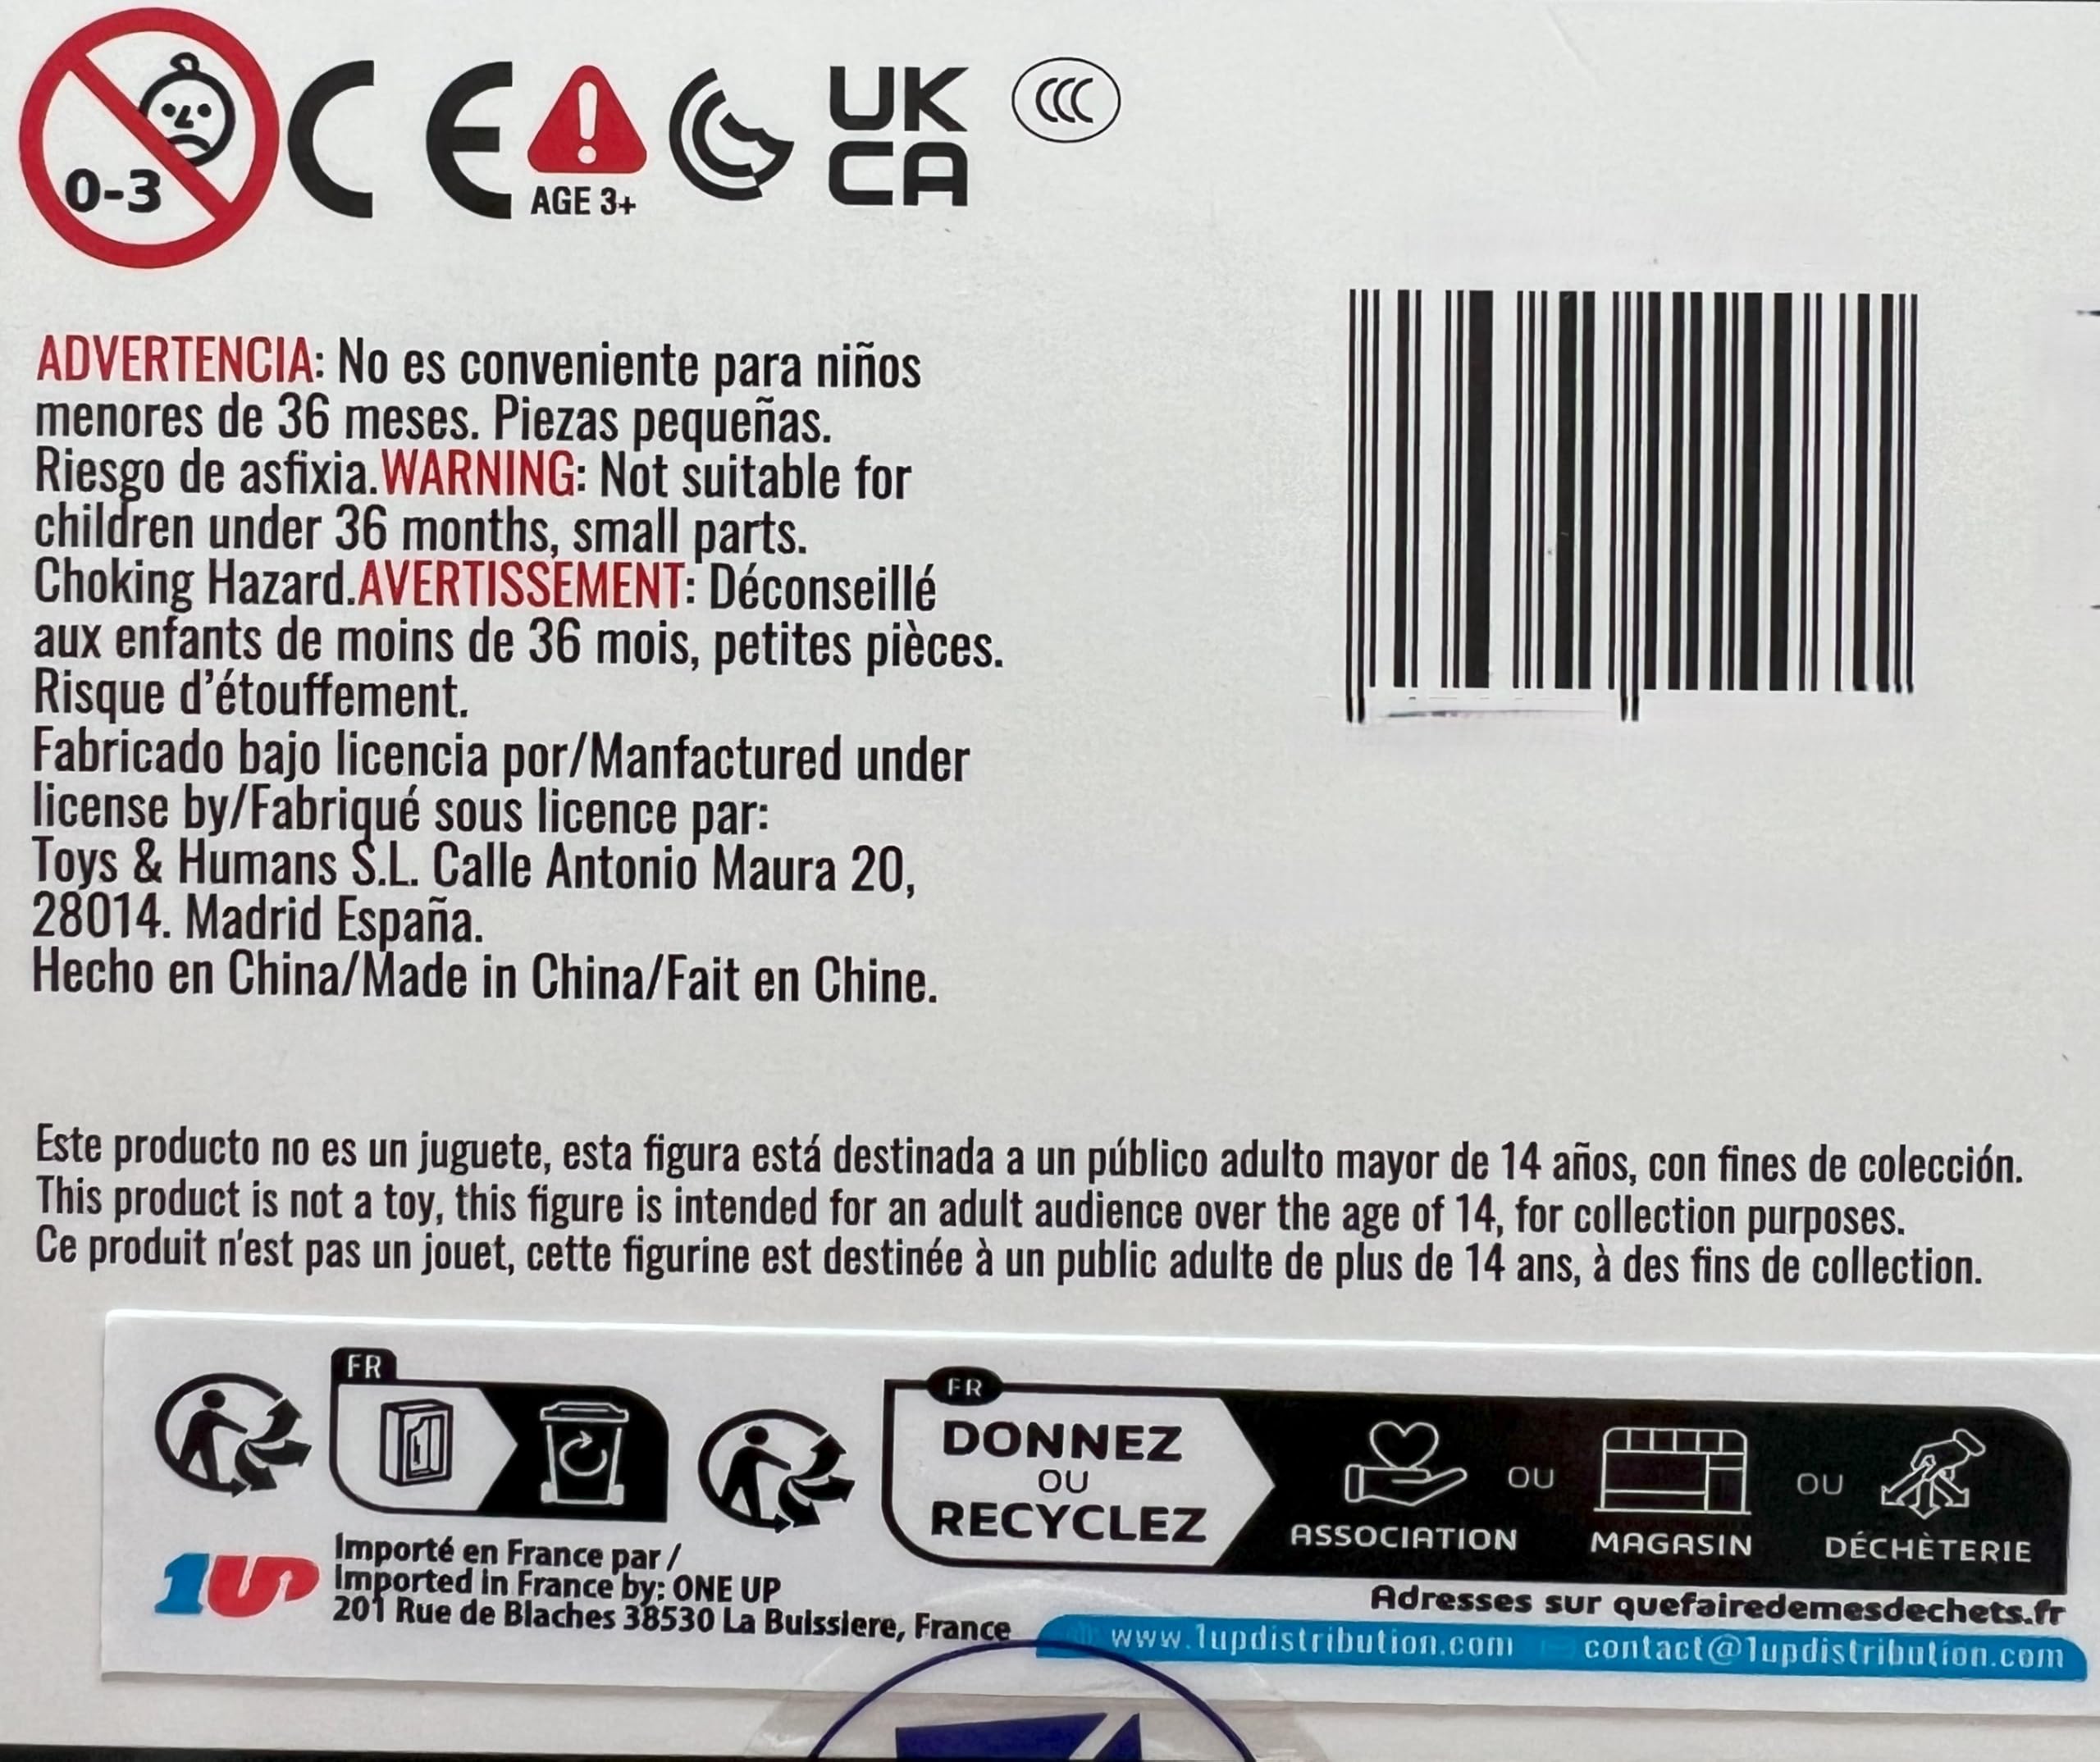 0-3
CE
AGE 3+
UK
CA
CCC
ADVERTENCIA: No es conveniente para niños
menores de 36 meses. Piezas pequeñas.
Riesgo de asfixia.WARNING: Not suitable for
children under 36 months, small parts.
Choking Hazard.AVERTISSEMENT: Déconseillé
aux enfants de moins de 36 mois, petites pièces.
Risque d'étouffement.
Fabricado bajo licencia por/Manfactured under
license by/Fabriqué sous licence par:
Toys & Humans S.L. Calle Antonio Maura 20,
28014. Madrid España.
Hecho en China/Made in China/Fait en Chine.
Este producto no es un juguete, esta figura está destinada a un público adulto mayor de 14 años, con fines de colección.
This product is not a toy, this figure is intended for an adult audience over the age of 14, for collection purposes.
Ce produit n'est pas un jouet, cette figurine est destinée à un public adulte de plus de 14 ans, à des fins de collection.
FR
FR
DONNEZ
OU
RECYCLEZ
ASSOCIATION
OU
MAGASIN
OU
DÉCHÈTERIE
1UP
Importé en France par /
Imported in France by: ONE UP
201 Rue de Blaches 38530 La Buissiere, France
Adresses sur quefairedemesdechets.fr
www.1updistribution.com contact@1updistribution.com